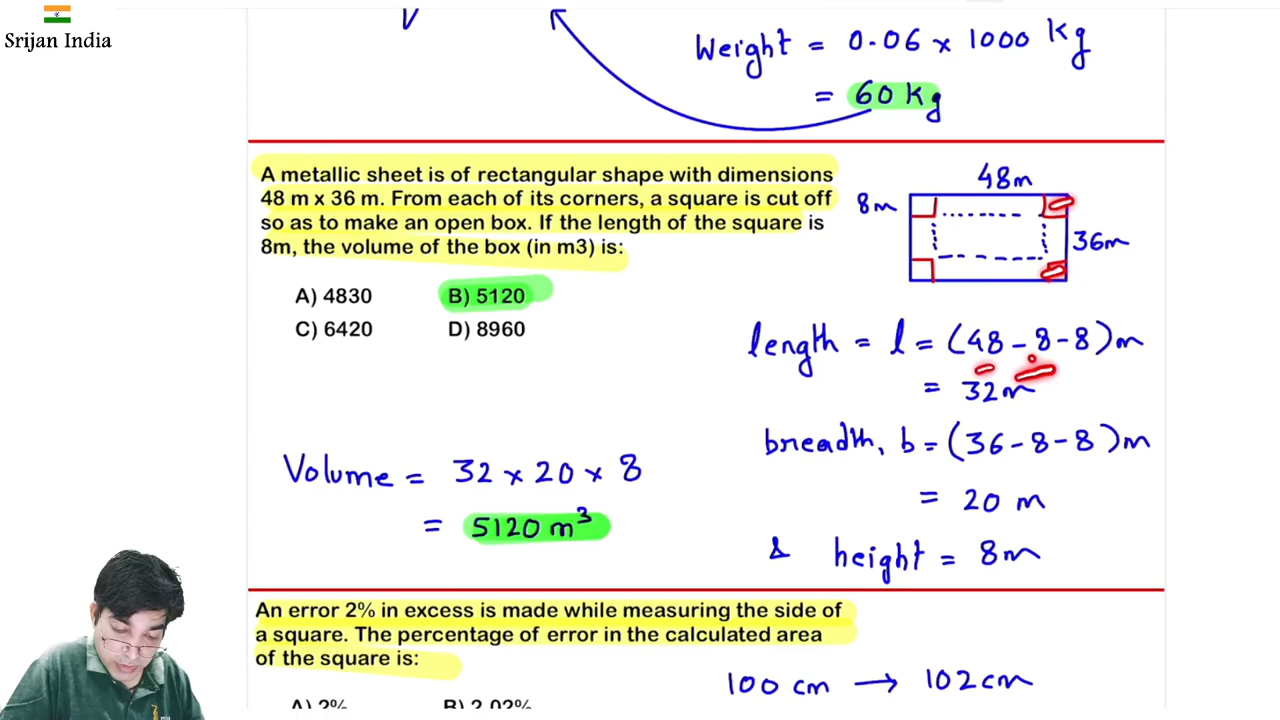 Srijan India
Weight = 0.06 x 1000 kg
= 60 kg
A metallic sheet is of rectangular shape with dimensions
48 m x 36 m. From each of its corners, a square is cut off
so as to make an open box. If the length of the square is
8m, the volume of the box (in m3) is:
A) 4830 B) 5120
C) 6420 D) 8960
48m
8m
36m
length = l = (48 - 8 - 8) m
= 32m
breadth, b = (36 - 8 - 8) m
= 20 m
& height = 8m
Volume = 32 x 20 x 8
= 5120 m³
An error 2% in excess is made while measuring the side of
a square. The percentage of error in the calculated area
of the square is:
100 cm → 102 cm
A) 2% B) 2.02%